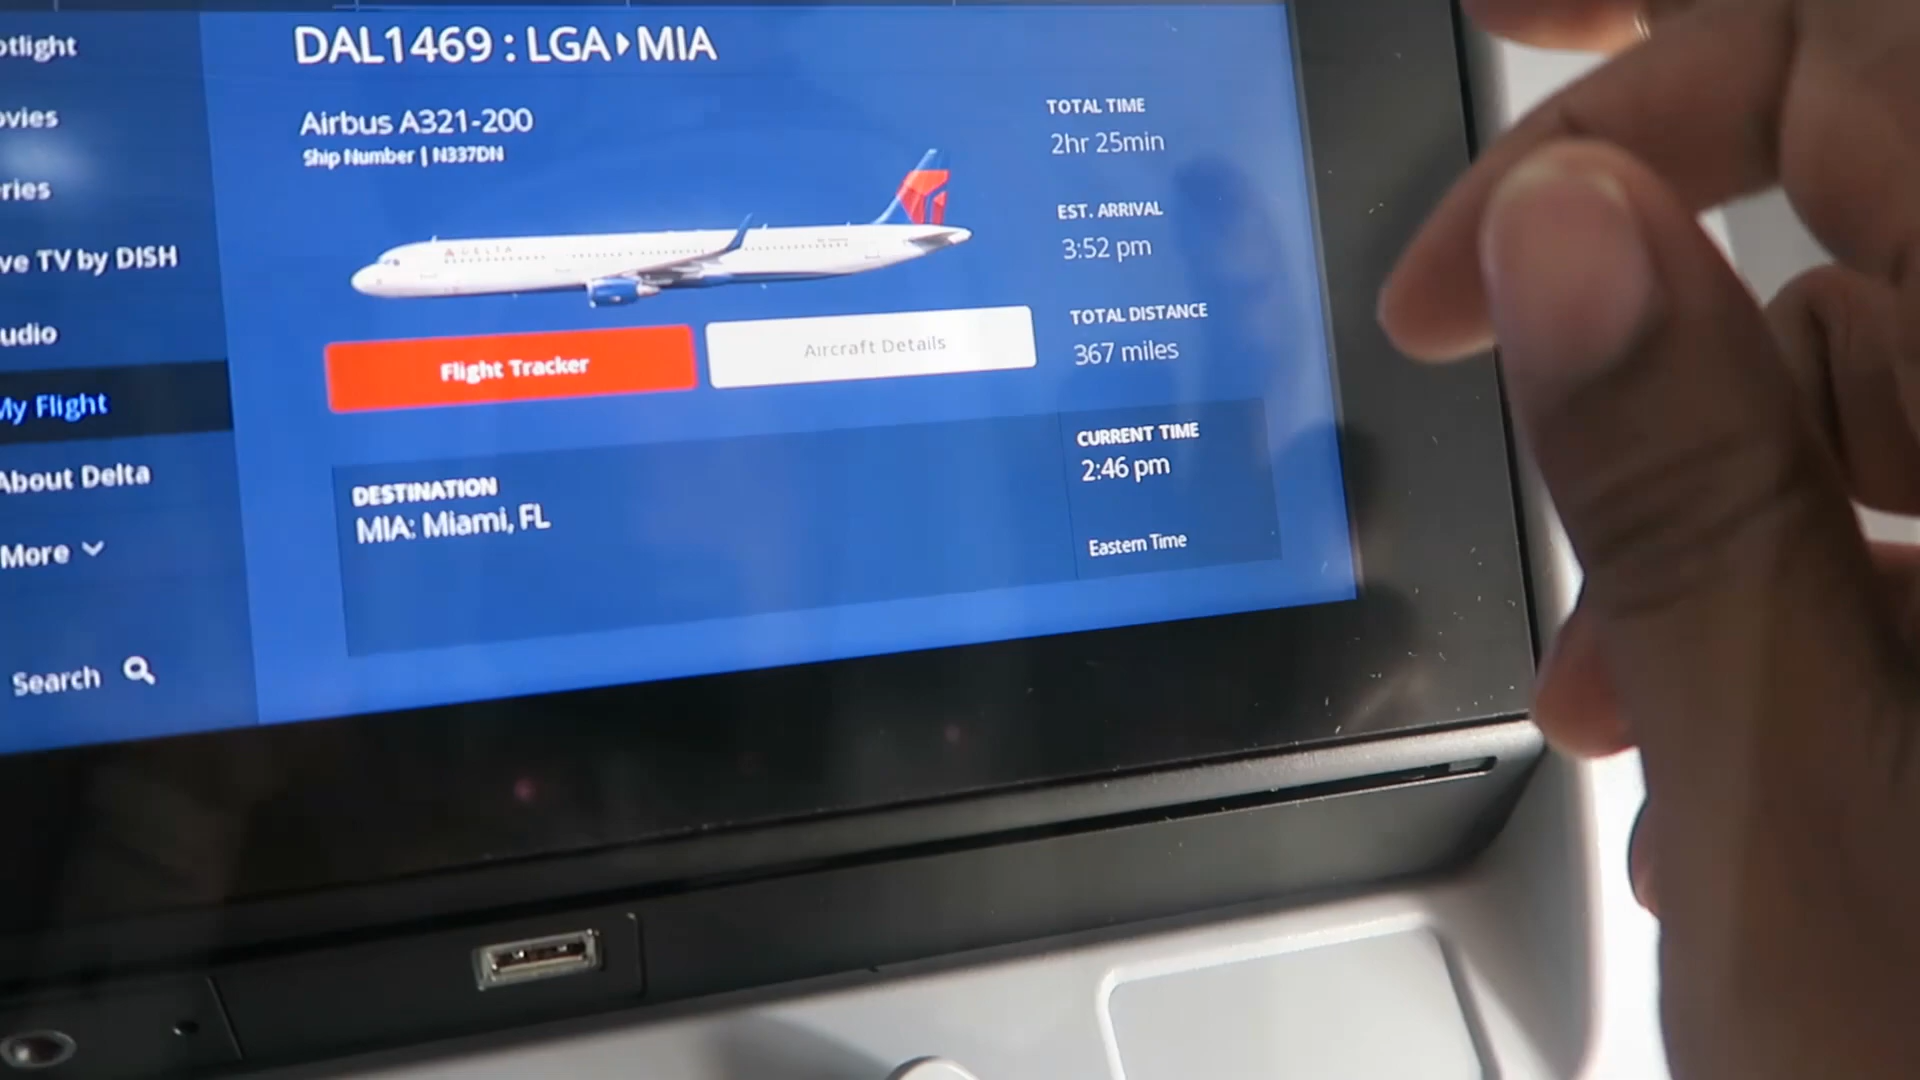 DAL1469 : LGA▸MIA
Airbus A321-200
Ship Number | N337DN
DELTA
Flight Tracker
Aircraft Details
TOTAL TIME
2hr 25min
EST. ARRIVAL
3:52 pm
TOTAL DISTANCE
367 miles
DESTINATION
MIA: Miami, FL
CURRENT TIME
2:46 pm
Eastern Time
otlight
ovies
ries
ve TV by DISH
udio
My Flight
About Delta
More
Search